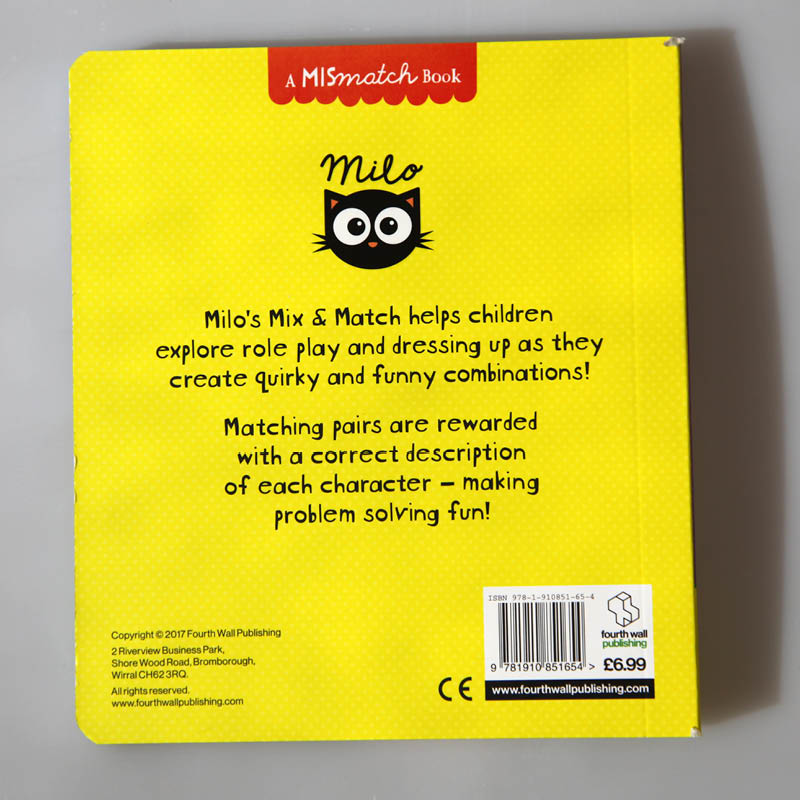 A MISmatch Book
Milo
Milo's Mix & Match helps children
explore role play and dressing up as they
create quirky and funny combinations!
Matching pairs are rewarded
with a correct description
of each character – making
problem solving fun!
Copyright © 2017 Fourth Wall Publishing
2 Riverview Business Park,
Shore Wood Road, Bromborough,
Wirral CH62 3RQ.
All rights reserved.
www.fourthwallpublishing.com
CE
ISBN 978-1-910851-65-4
9 781910 851654 >
fourth wall
publishing
£6.99
www.fourthwallpublishing.com